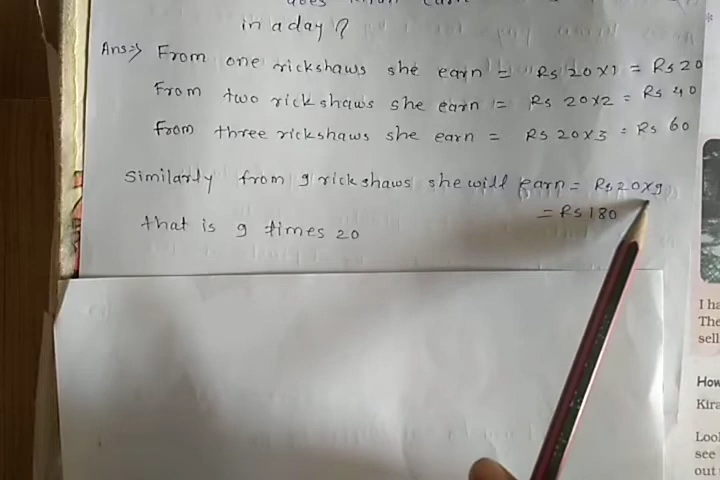 in a day?
Ans:⇒ From one rickshaws she earn = Rs 20×1 = Rs 20
From two rickshaws she earn = Rs 20×2 = Rs 40
From three rickshaws she earn = Rs 20×3 = Rs 60
Similarly from 9 rickshaws she will earn = Rs 20×9
= Rs 180
that is 9 times 20
I ha
The
sell
How
Kira
Look
see
out